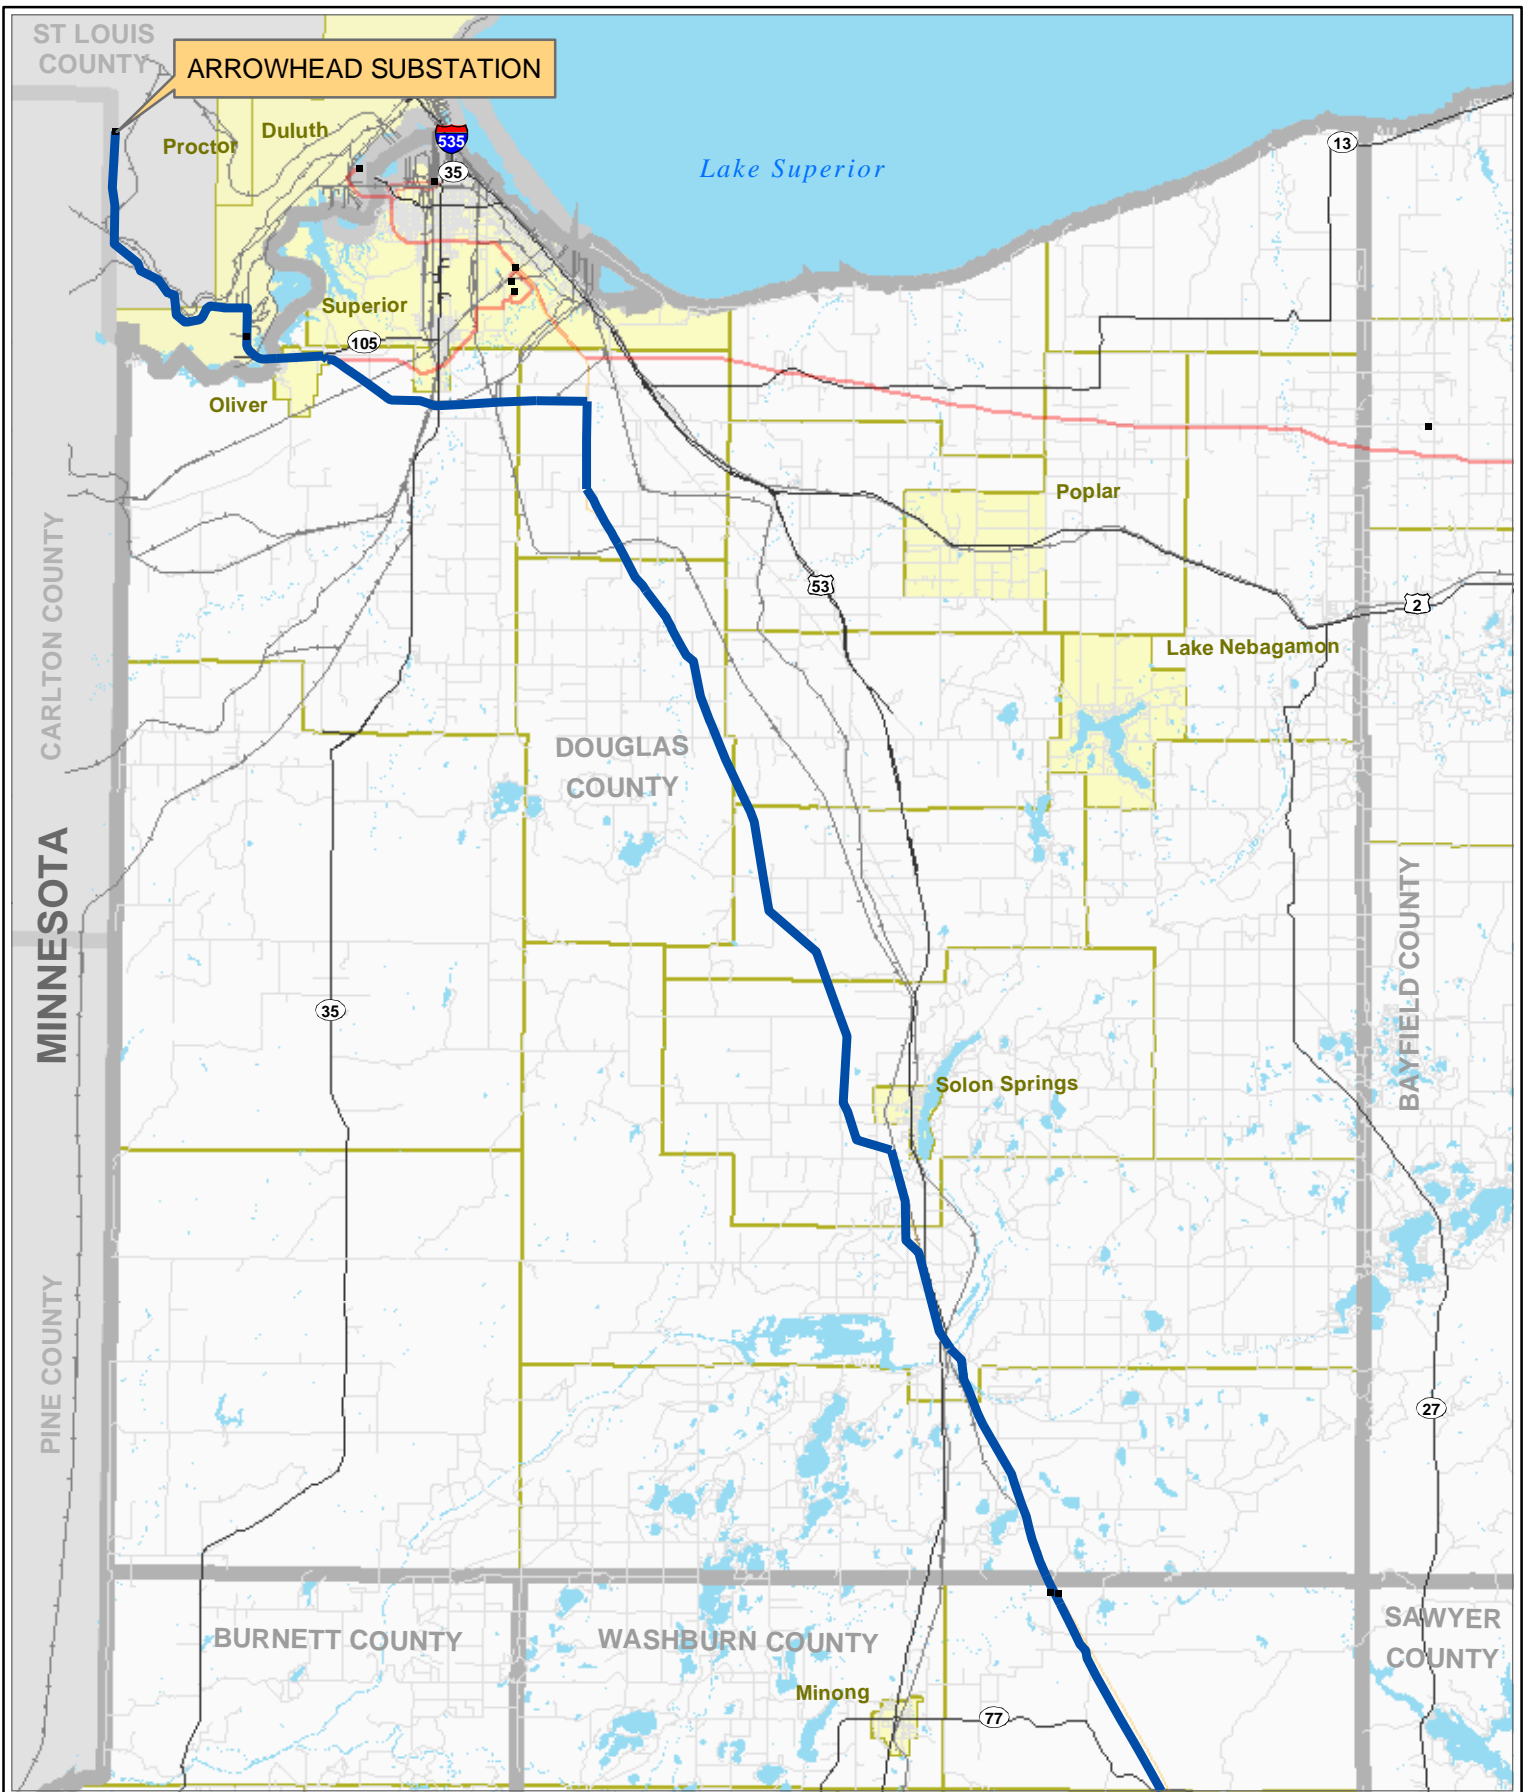 ST LOUIS
COUNTY
ARROWHEAD SUBSTATION
Proctor
Duluth
535
35
Lake Superior
13
Superior
105
Oliver
Poplar
53
2
Lake Nebagamon
CARLTON COUNTY
DOUGLAS
COUNTY
MINNESOTA
BAYFIELD COUNTY
35
Solon Springs
PINE COUNTY
27
BURNETT COUNTY
WASHBURN COUNTY
SAWYER
COUNTY
Minong
77